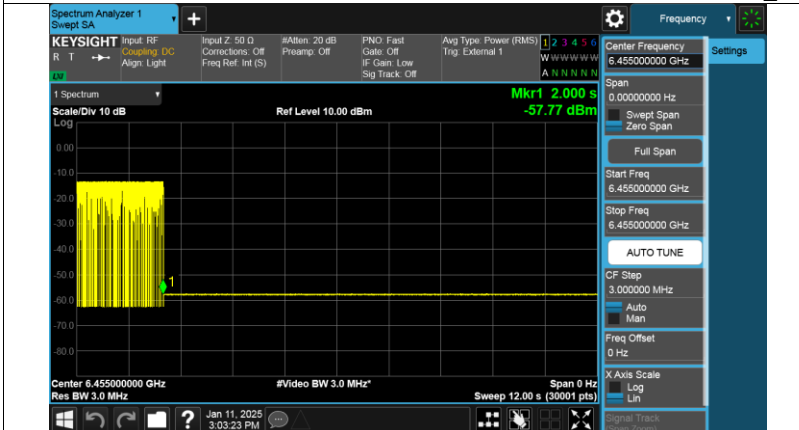 Spectrum Analyzer 1
Swept SA
Frequency
KEYSIGHT
R T
LXI
Input: RF
Coupling: DC
Align: Light
Input Z: 50 Ω
Corrections: Off
Freq Ref: Int (S)
#Atten: 20 dB
Preamp: Off
PNO: Fast
Gate: Off
IF Gain: Low
Sig Track: Off
Avg Type: Power (RMS)
Trig: External 1
1 2 3 4 5 6
W W W W W W
A N N N N N
1 Spectrum
Scale/Div 10 dB
Ref Level 10.00 dBm
Mkr1 2.000 s
-57.77 dBm
Log
0.00
-10.0
-20.0
-30.0
-40.0
-50.0
-60.0
-70.0
-80.0
1
Center 6.455000000 GHz
#Video BW 3.0 MHz*
Span 0 Hz
Res BW 3.0 MHz
Sweep 12.00 s (30001 pts)
Jan 11, 2025
3:03:23 PM
Center Frequency
6.455000000 GHz
Settings
Span
0.00000000 Hz
Swept Span
Zero Span
Full Span
Start Freq
6.455000000 GHz
Stop Freq
6.455000000 GHz
AUTO TUNE
CF Step
3.000000 MHz
Auto
Man
Freq Offset
0 Hz
X Axis Scale
Log
Lin
Signal Track
(Span Zoom)